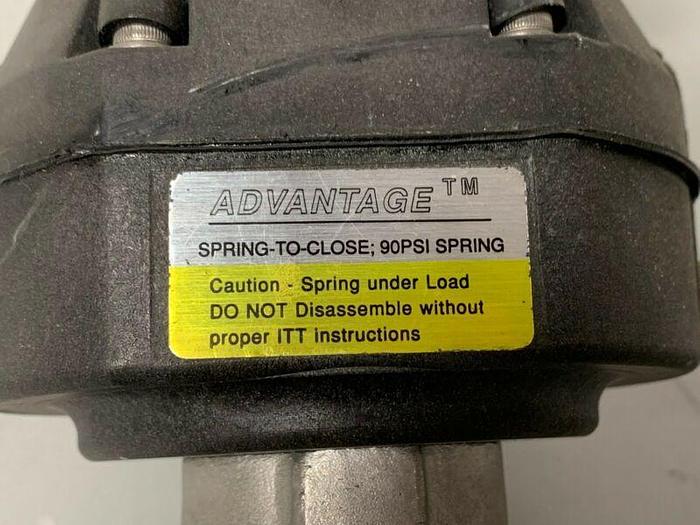 ADVANTAGE™
SPRING-TO-CLOSE; 90PSI SPRING
Caution - Spring under Load
DO NOT Disassemble without
proper ITT instructions